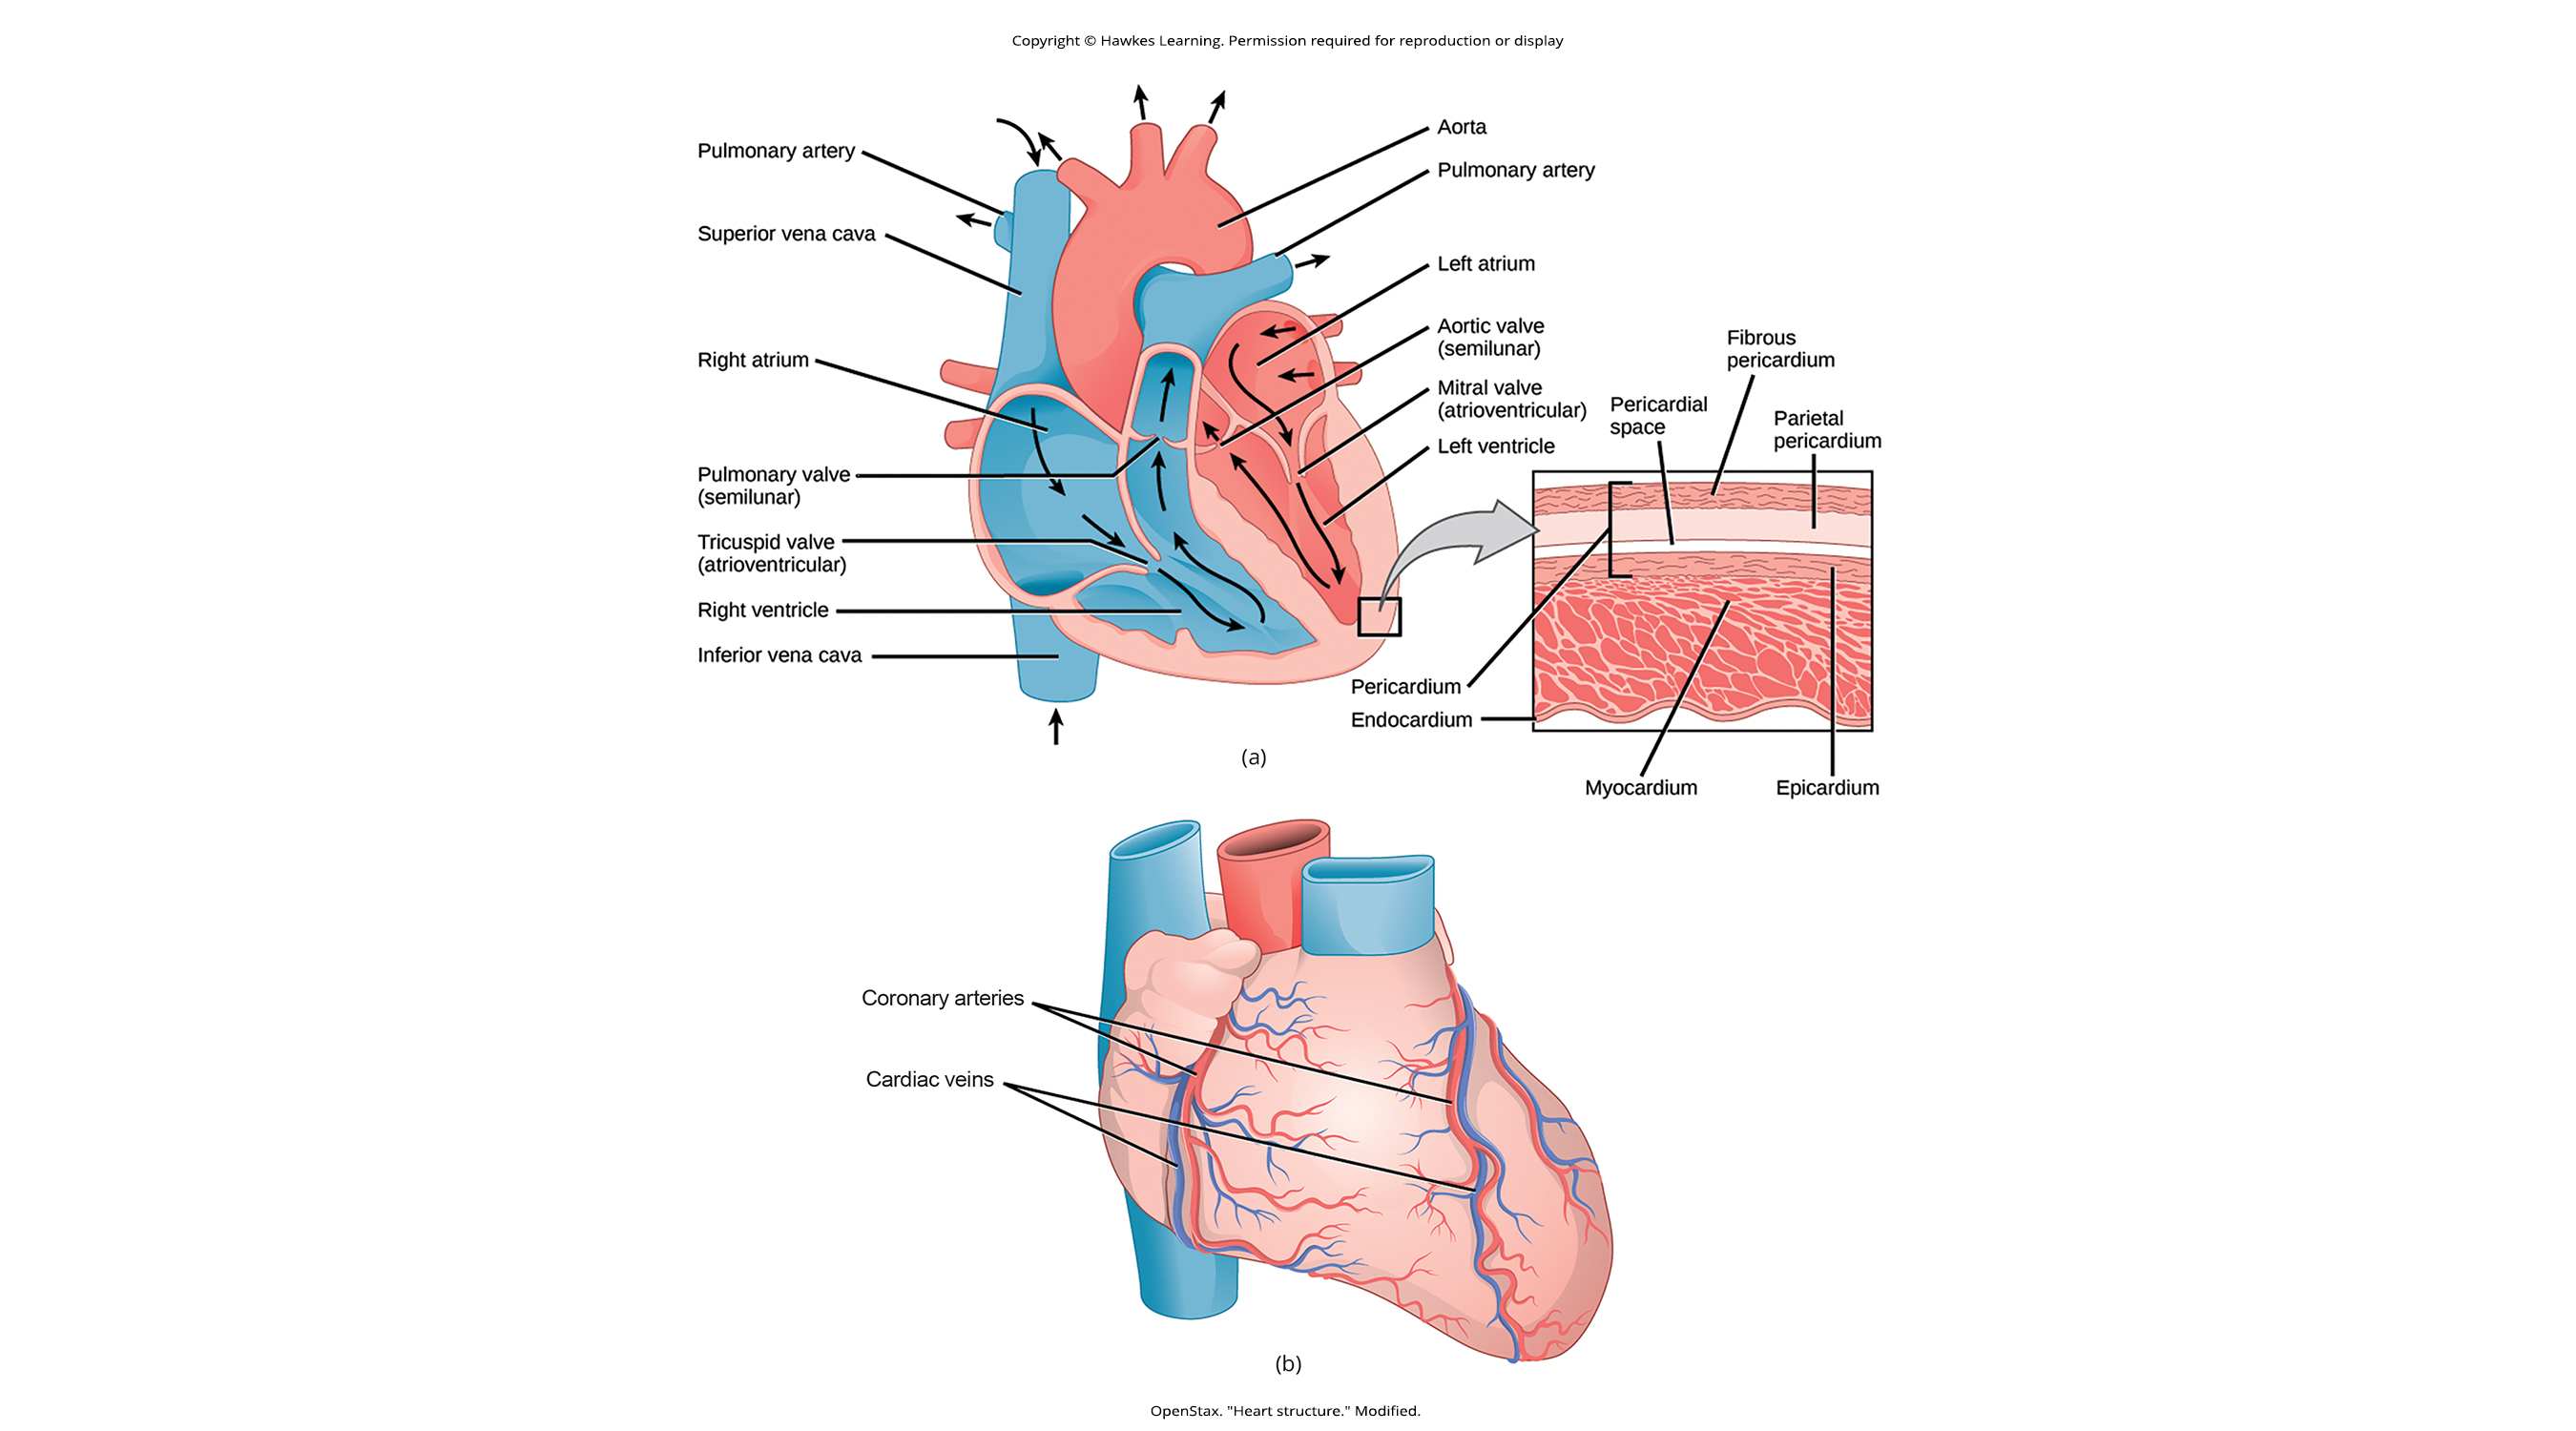 Copyright © Hawkes Learning. Permission required for reproduction or display
Pulmonary artery
Superior vena cava
Right atrium
Pulmonary valve
(semilunar)
Tricuspid valve
(atrioventricular)
Right ventricle
Inferior vena cava
Aorta
Pulmonary artery
Left atrium
Aortic valve
(semilunar)
Mitral valve
(atrioventricular)
Left ventricle
Fibrous
pericardium
Pericardial
space
Parietal
pericardium
Pericardium
Endocardium
Myocardium
Epicardium
(a)
Coronary arteries
Cardiac veins
(b)
OpenStax. "Heart structure." Modified.